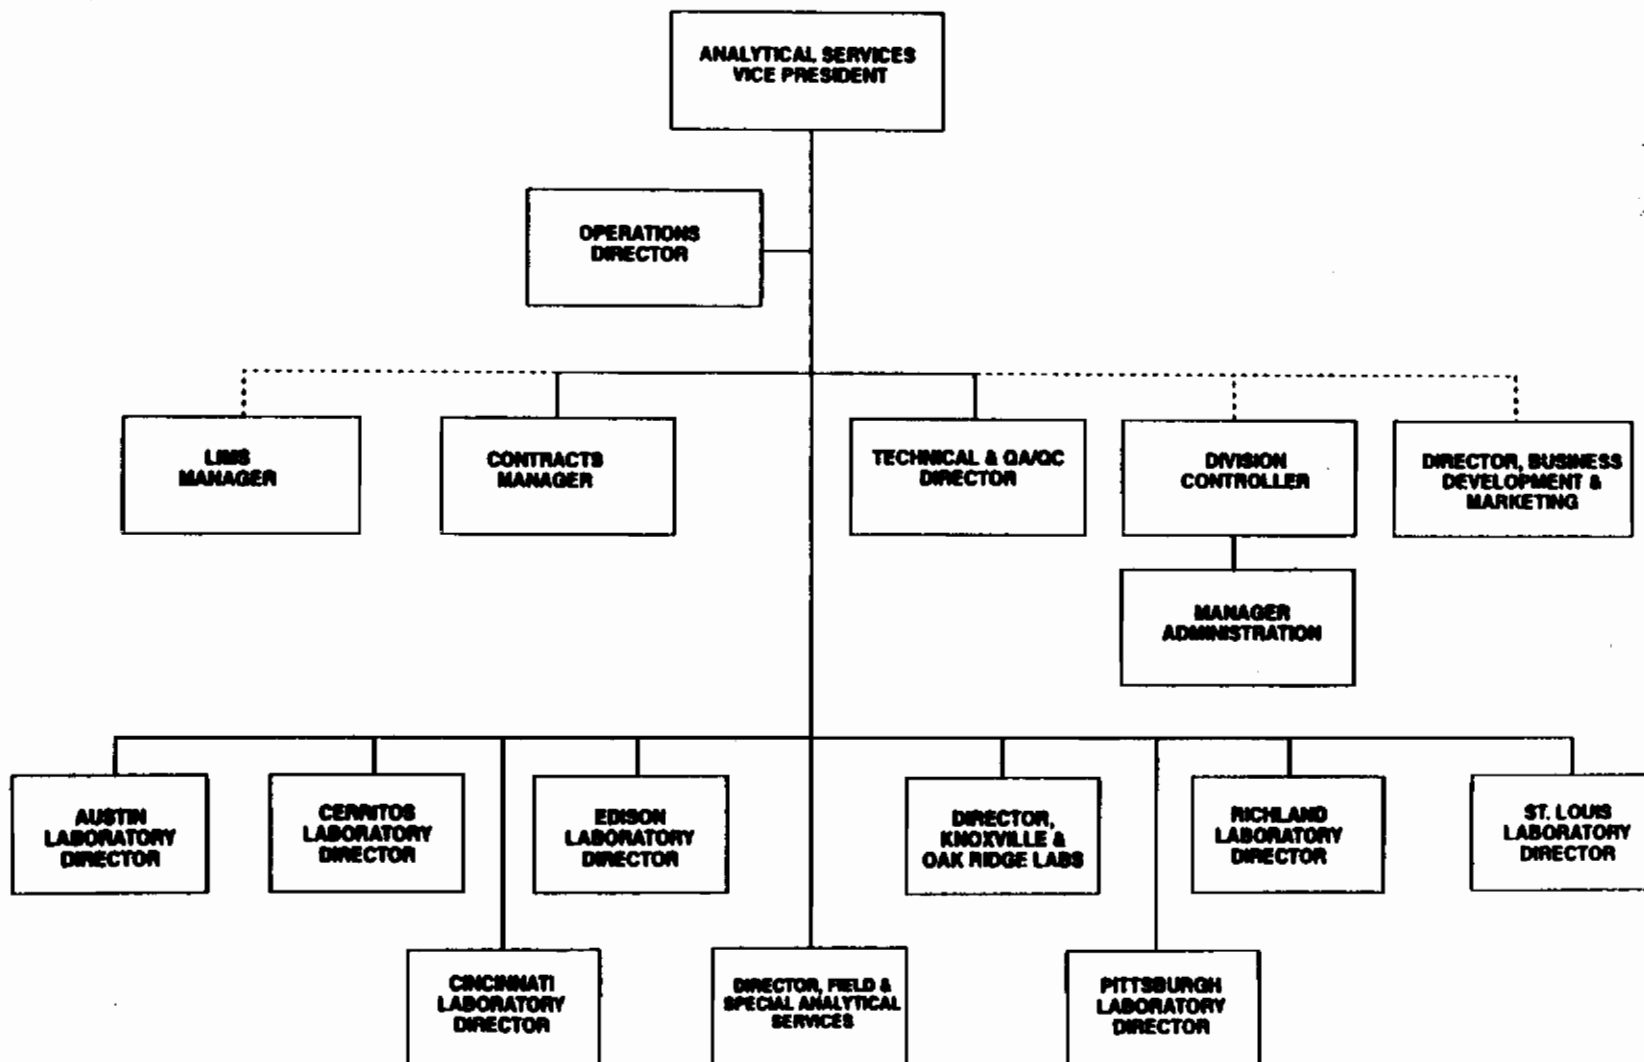 ANALYTICAL SERVICES
VICE PRESIDENT
OPERATIONS
DIRECTOR
LIMS
MANAGER
CONTRACTS
MANAGER
TECHNICAL & QA/QC
DIRECTOR
DIVISION
CONTROLLER
DIRECTOR, BUSINESS
DEVELOPMENT &
MARKETING
MANAGER
ADMINISTRATION
AUSTIN
LABORATORY
DIRECTOR
CERRITOS
LABORATORY
DIRECTOR
EDISON
LABORATORY
DIRECTOR
DIRECTOR,
KNOXVILLE &
OAK RIDGE LABS
RICHLAND
LABORATORY
DIRECTOR
ST. LOUIS
LABORATORY
DIRECTOR
CINCINNATI
LABORATORY
DIRECTOR
DIRECTOR, FIELD &
SPECIAL ANALYTICAL
SERVICES
PITTSBURGH
LABORATORY
DIRECTOR